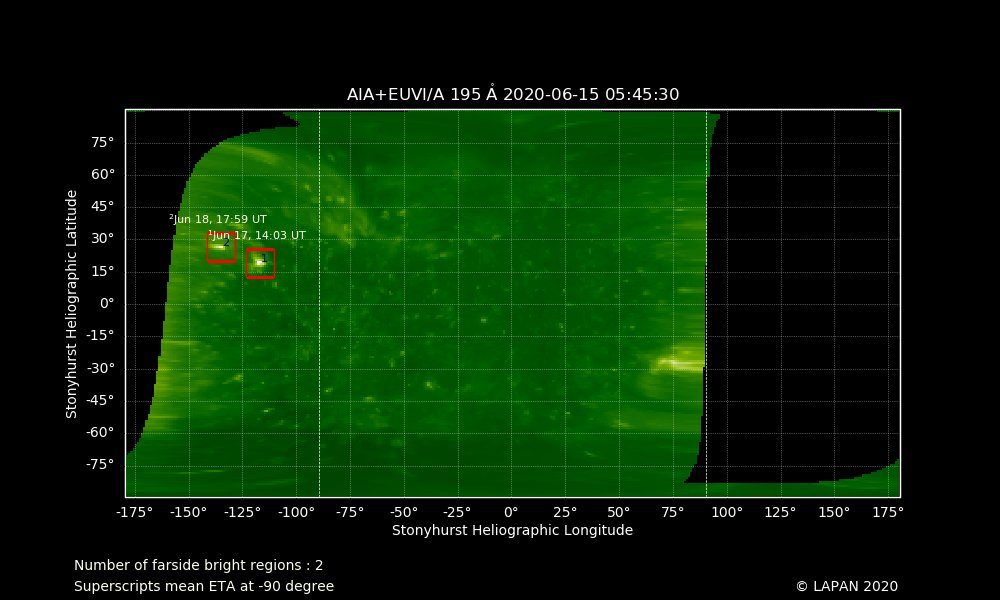 AIA+EUVI/A 195 Å 2020-06-15 05:45:30
75°
60°
45°
30°
15°
0°
-15°
-30°
-45°
-60°
-75°
Stonyhurst Heliographic Latitude
²Jun 18, 17:59 UT
¹Jun 17, 14:03 UT
2
1
-175° -150° -125° -100° -75° -50° -25° 0° 25° 50° 75° 100° 125° 150° 175°
Stonyhurst Heliographic Longitude
Number of farside bright regions : 2
Superscripts mean ETA at -90 degree
© LAPAN 2020